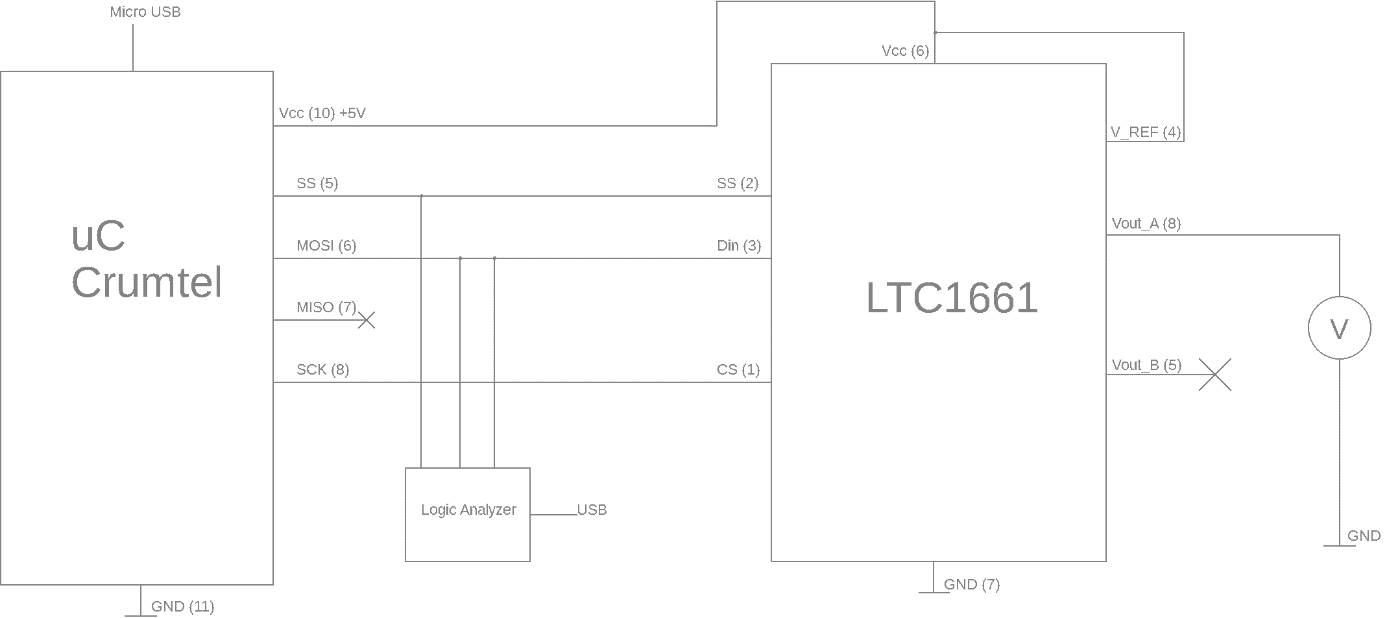 Micro USB
Vcc (6)
Vcc (10) +5V
V_REF (4)
SS (5)
SS (2)
uC
Crumtel
Vout_A (8)
MOSI (6)
Din (3)
LTC1661
MISO (7)
V
SCK (8)
CS (1)
Vout_B (5)
Logic Analyzer
USB
GND
GND (11)
GND (7)